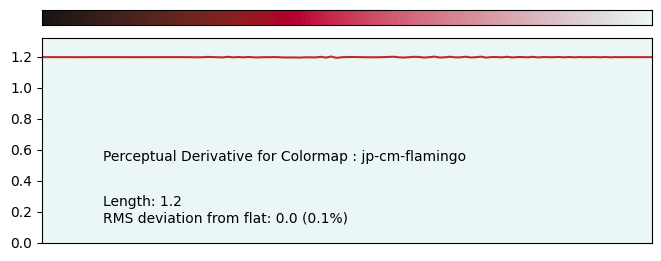 1.2
1.0
0.8
0.6
0.4
0.2
0.0
Perceptual Derivative for Colormap : jp-cm-flamingo
Length: 1.2
RMS deviation from flat: 0.0 (0.1%)